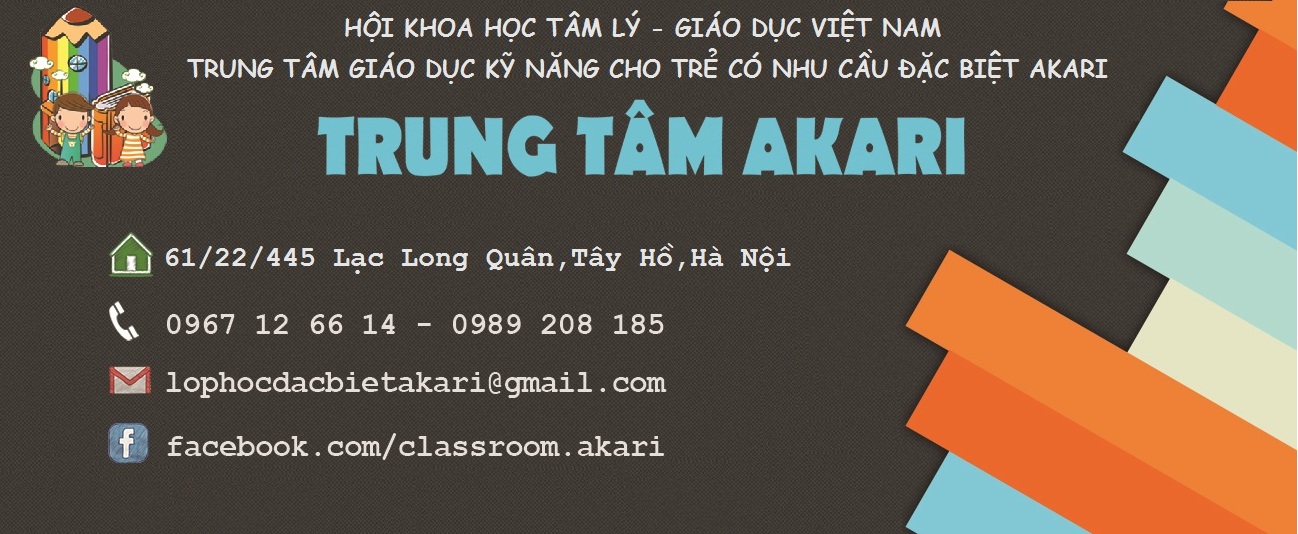 HỘI KHOA HỌC TÂM LÝ - GIÁO DỤC VIỆT NAM
TRUNG TÂM GIÁO DỤC KỸ NĂNG CHO TRẺ CÓ NHU CẦU ĐẶC BIỆT AKARI
TRUNG TÂM AKARI
61/22/445 Lạc Long Quân,Tây Hồ,Hà Nội
0967 12 66 14 - 0989 208 185
lophocdacbietakari@gmail.com
facebook.com/classroom.akari